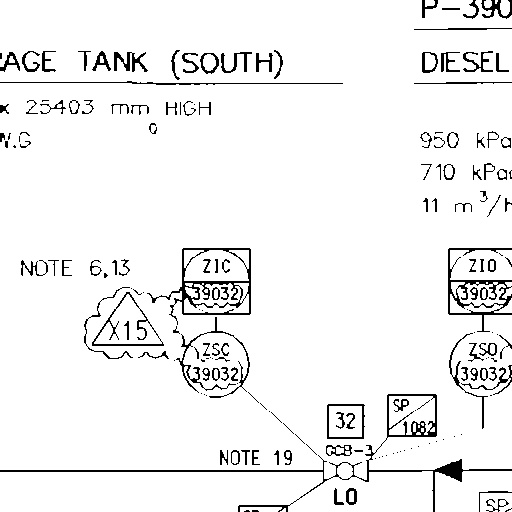 P-390
AGE TANK (SOUTH)
DIESEL
x 25403 mm HIGH
0
W.G
950 kPa
710 kPa
11 m³/h
NOTE 6,13
ZIC
39032
ZIO
39032
X15
ZSC
39032
ZSO
39032
32
SP
1082
GCB-3
NOTE 19
LO
SP